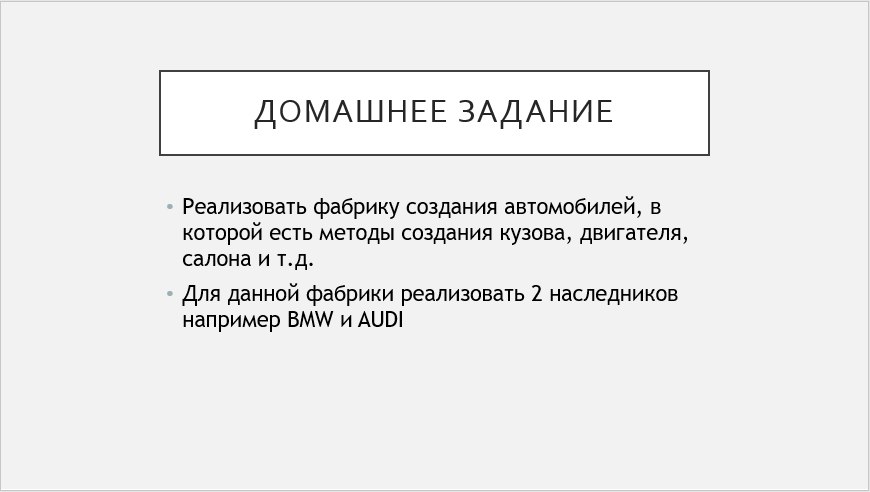 ДОМАШНЕЕ ЗАДАНИЕ
• Реализовать фабрику создания автомобилей, в
которой есть методы создания кузова, двигателя,
салона и т.д.
• Для данной фабрики реализовать 2 наследников
например BMW и AUDI